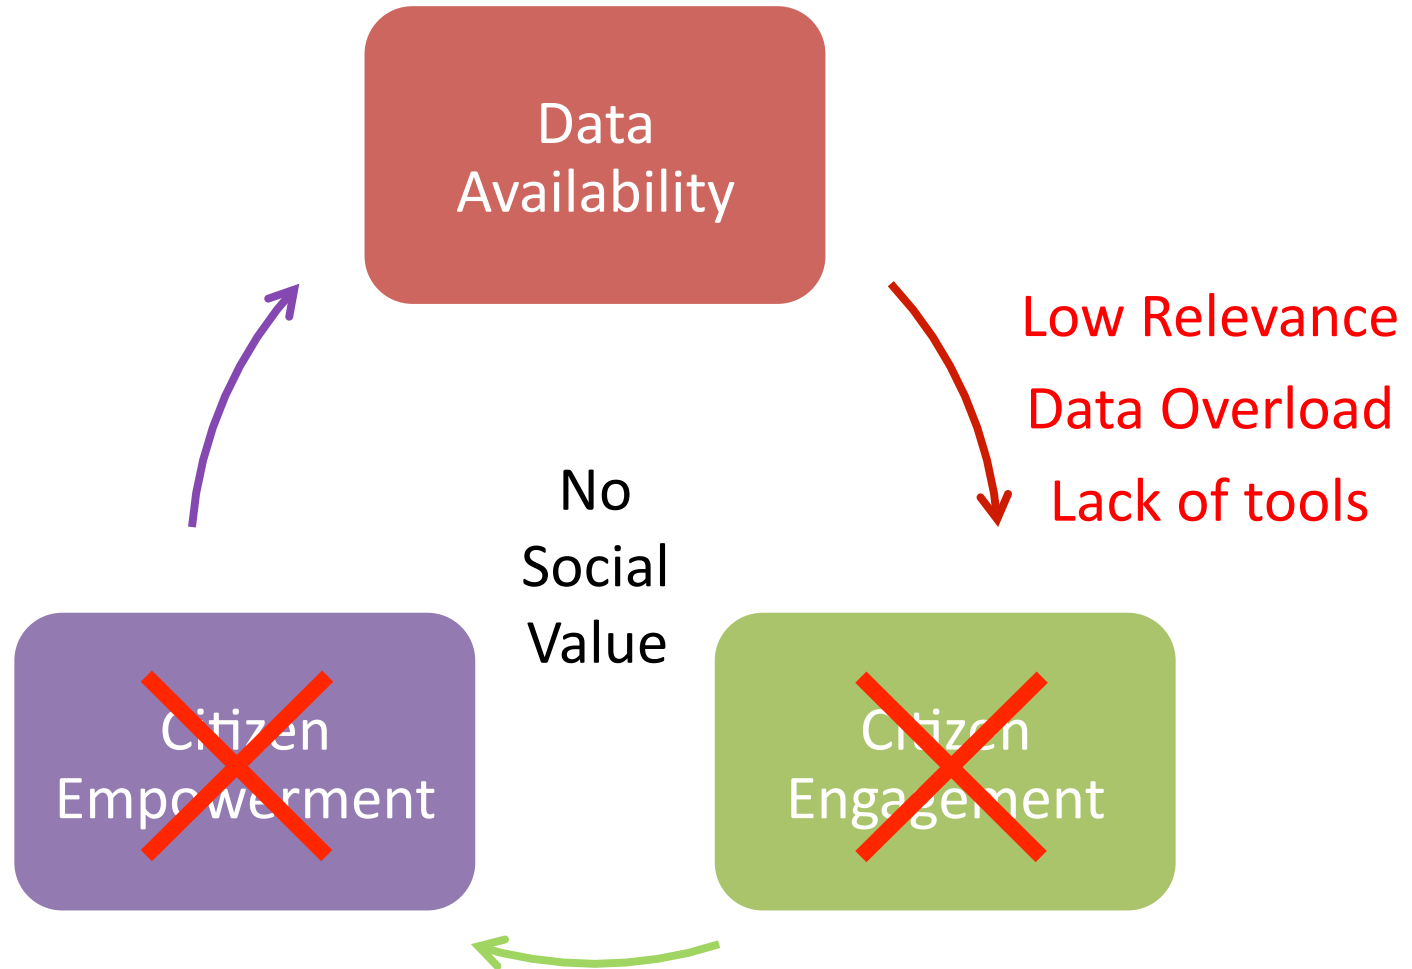 Data
Availability
Low Relevance
Data Overload
Lack of tools
No
Social
Value
Citizen
Empowerment
Citizen
Engagement